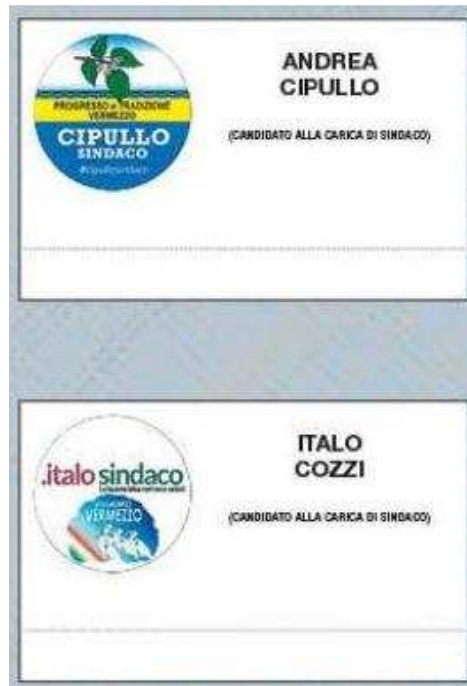 PROGRESSO e TRADIZIONE
VERMEZZO
CIPULLO
SINDACO
#cipullosindaco
ANDREA
CIPULLO
(CANDIDATO ALLA CARICA DI SINDACO)
.italo sindaco
VERMEZZO
ITALO
COZZI
(CANDIDATO ALLA CARICA DI SINDACO)